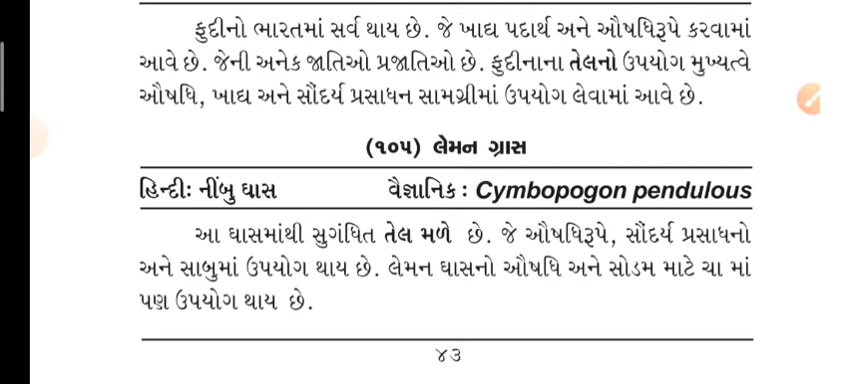 ફુદીનો ભારતમાં સર્વ થાય છે. જે ખાદ્ય પદાર્થ અને ઔષધિરૂપે કરવામાં
આવે છે. જેની અનેક જાતિઓ પ્રજાતિઓ છે. ફુદીનાના તેલનો ઉપયોગ મુખ્યત્વે
ઔષધિ, ખાદ્ય અને સૌંદર્ય પ્રસાધન સામગ્રીમાં ઉપયોગ લેવામાં આવે છે.
(૧૦૫) લેમન ગ્રાસ
હિન્દીઃ નીંબુ ઘાસ વૈજ્ઞાનિક : Cymbopogon pendulous
આ ઘાસમાંથી સુગંધિત તેલ મળે છે. જે ઔષધિરૂપે, સૌંદર્ય પ્રસાધનો
અને સાબુમાં ઉપયોગ થાય છે. લેમન ઘાસનો ઔષધિ અને સોડમ માટે ચા માં
પણ ઉપયોગ થાય છે.
૪૩